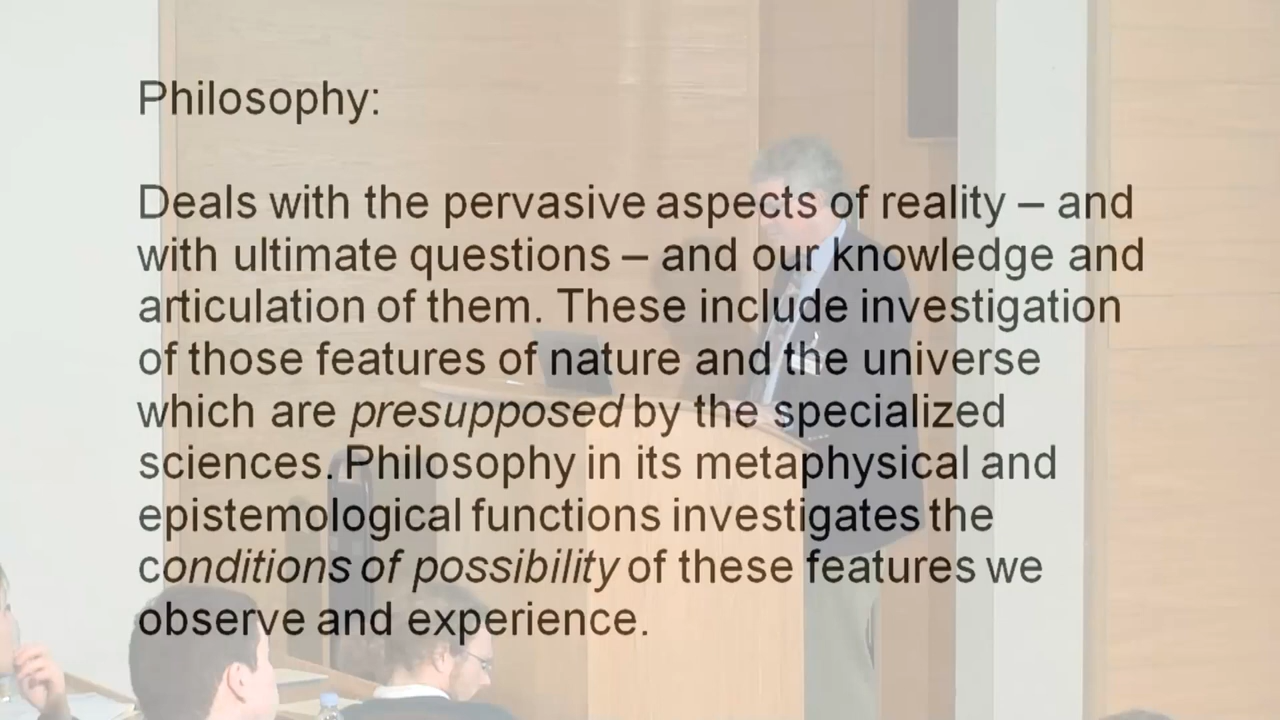 Philosophy:
Deals with the pervasive aspects of reality – and
with ultimate questions – and our knowledge and
articulation of them. These include investigation
of those features of nature and the universe
which are presupposed by the specialized
sciences. Philosophy in its metaphysical and
epistemological functions investigates the
conditions of possibility of these features we
observe and experience.